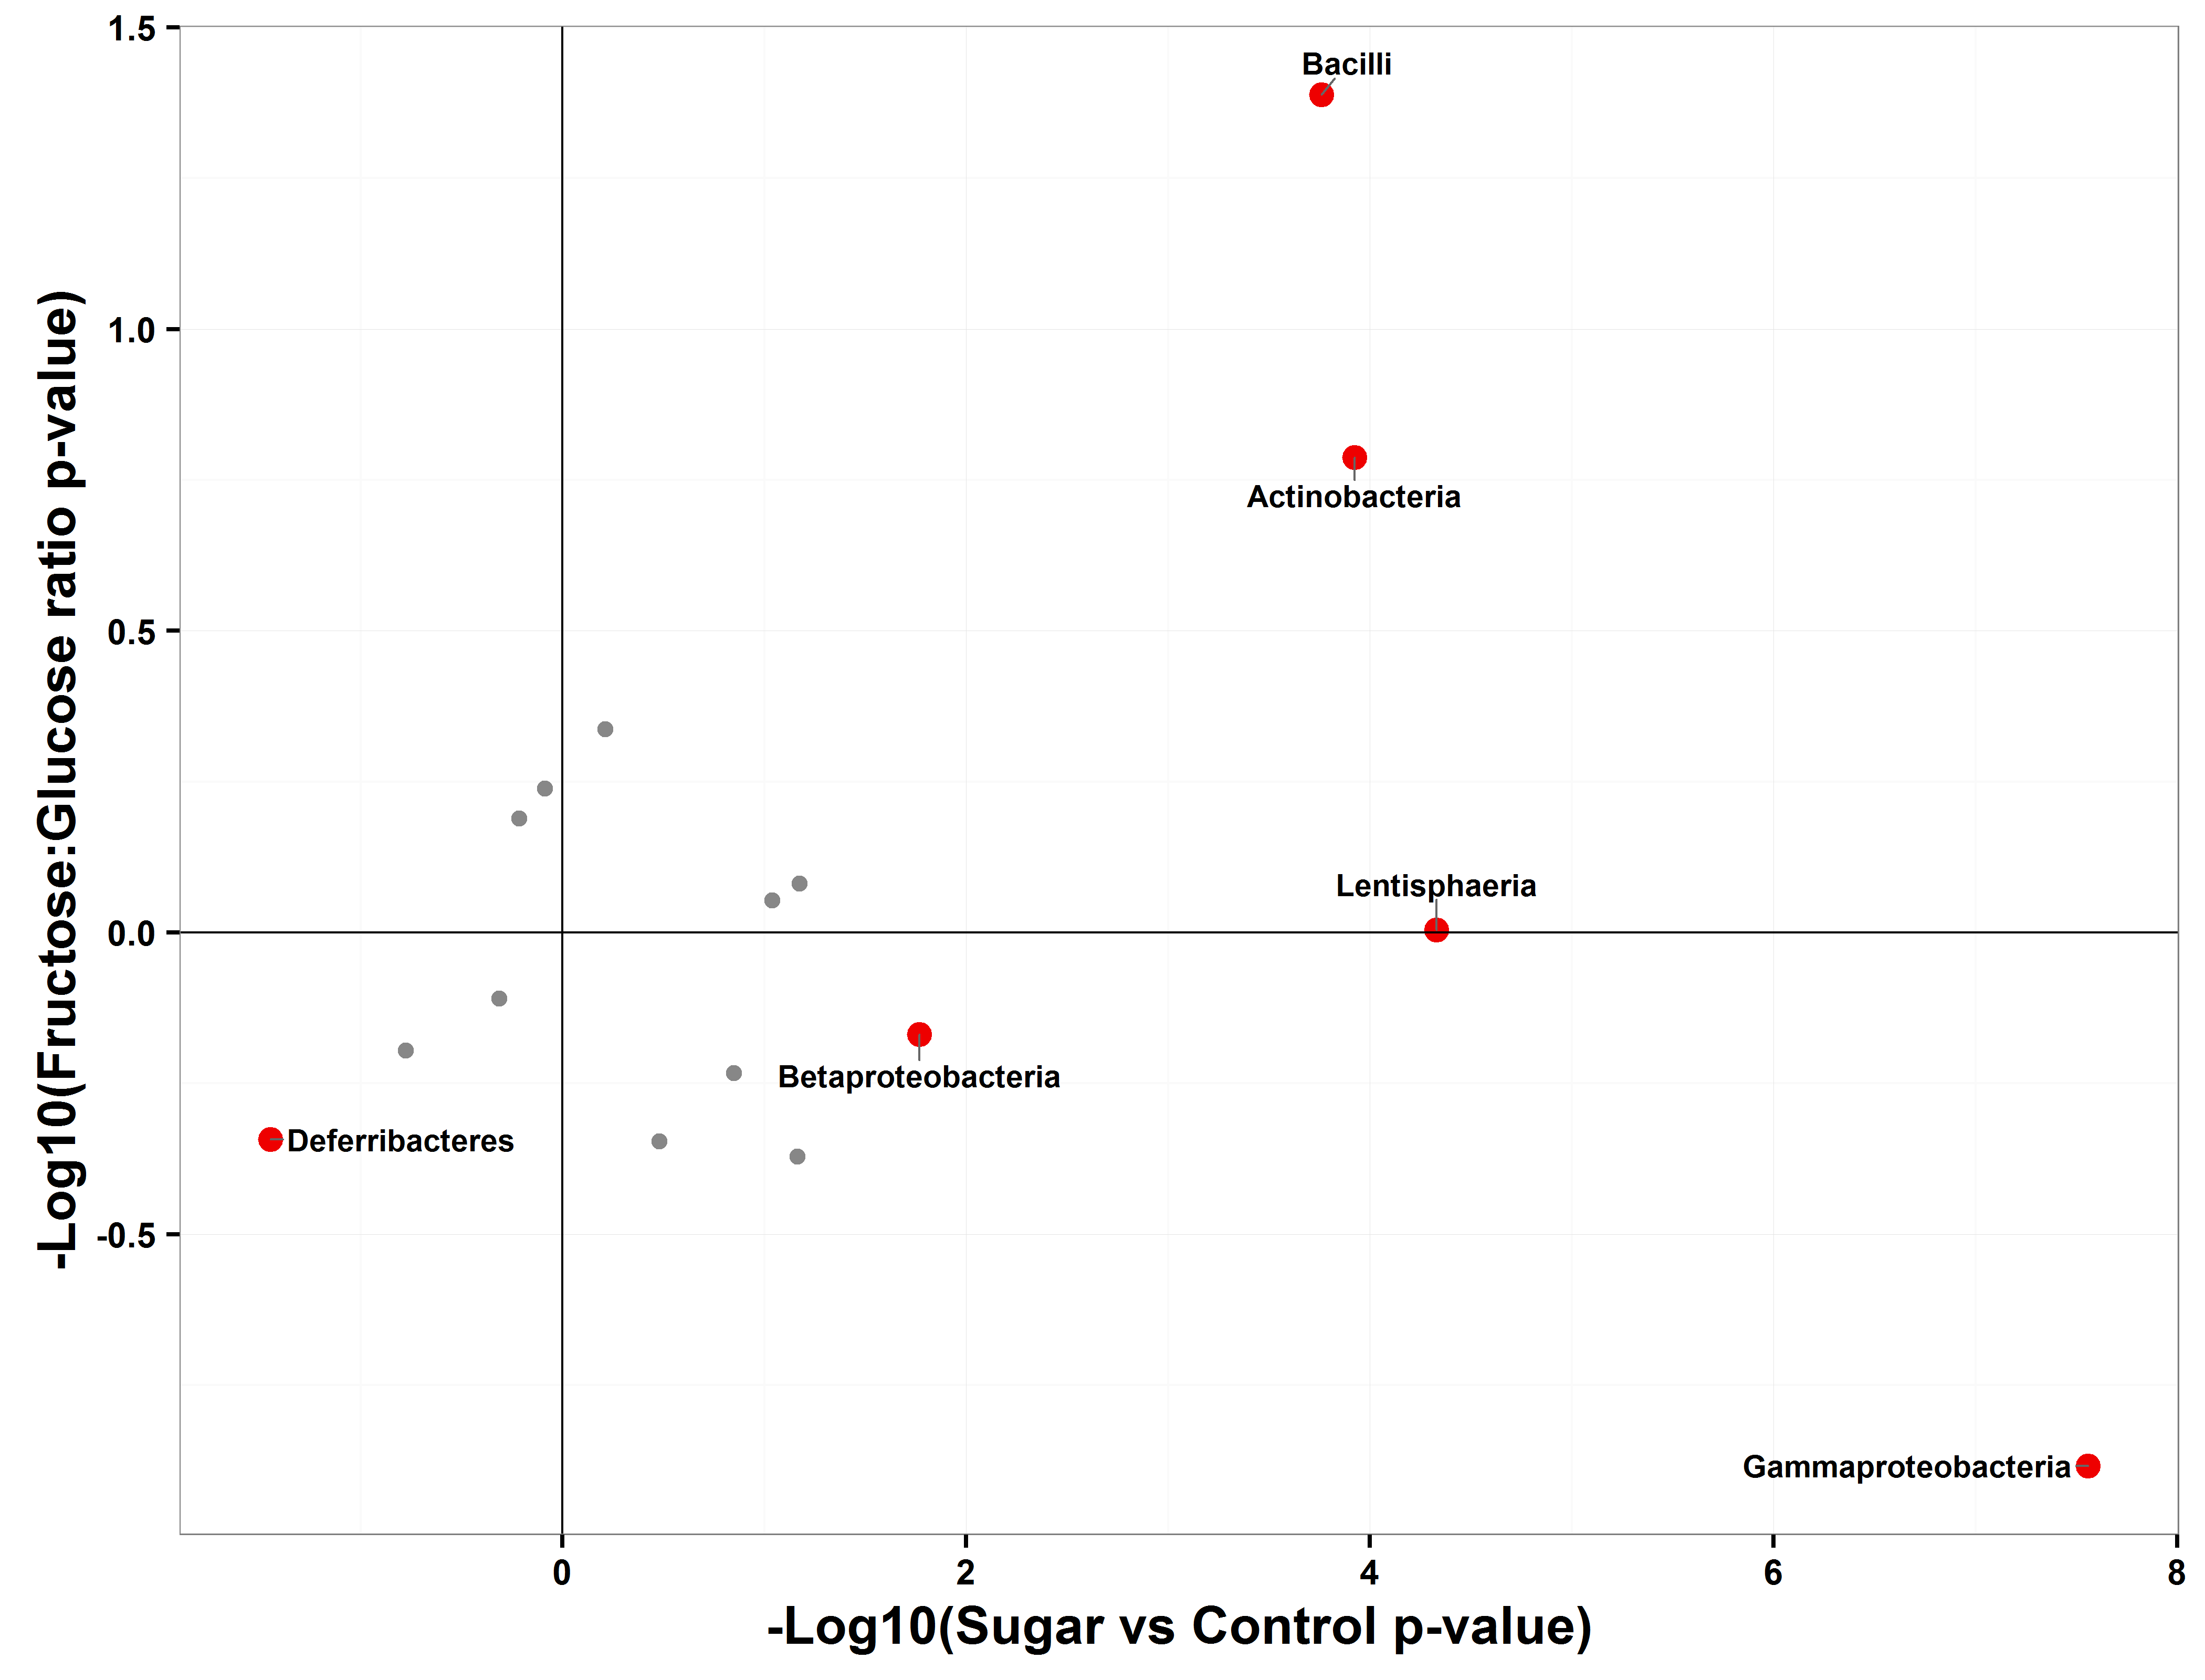 1.5
1.0
0.5
0.0
-0.5
-Log10(Fructose:Glucose ratio p-value)
Bacilli
Actinobacteria
Lentisphaeria
Betaproteobacteria
Deferribacteres
Gammaproteobacteria
0 2 4 6 8
-Log10(Sugar vs Control p-value)